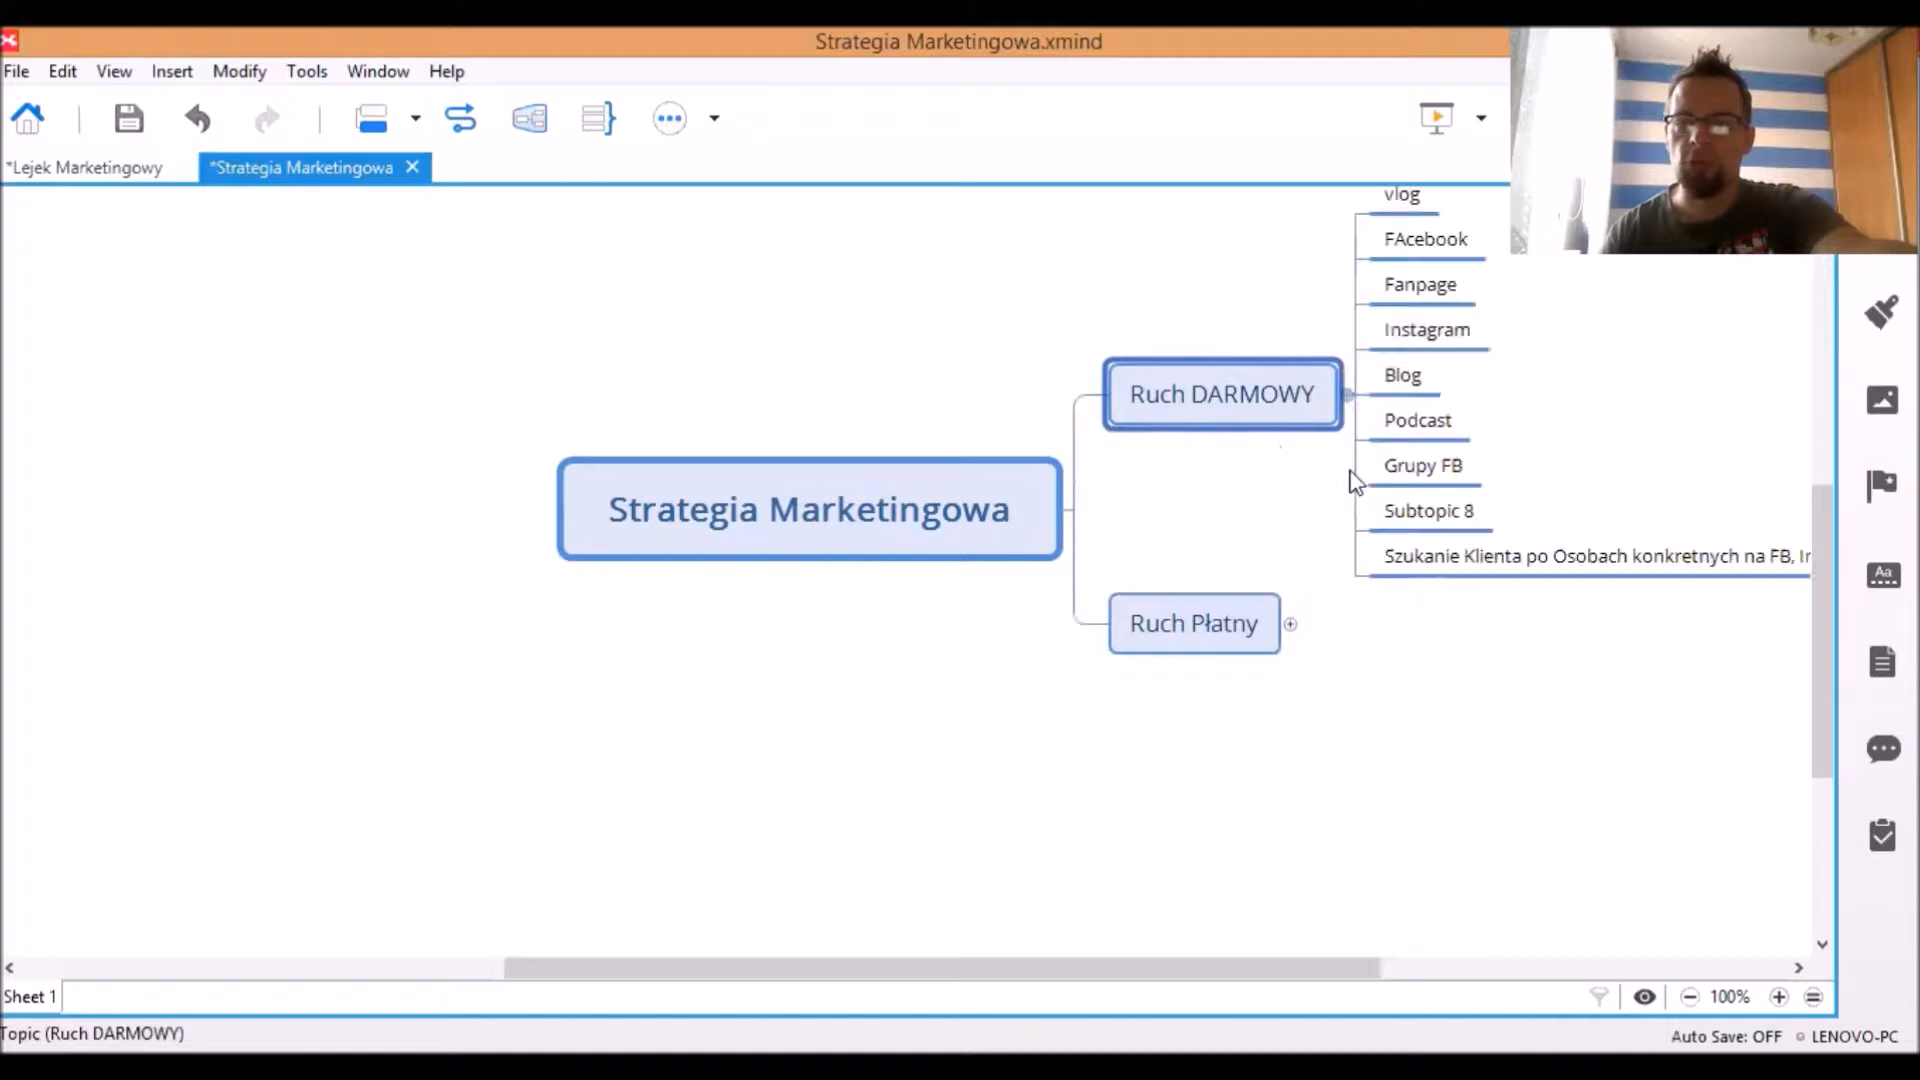 Strategia Marketingowa.xmind
File Edit View Insert Modify Tools Window Help
*Lejek Marketingowy *Strategia Marketingowa
vlog
FAcebook
Fanpage
Instagram
Ruch DARMOWY
Blog
Podcast
Grupy FB
Strategia Marketingowa
Subtopic 8
Szukanie Klienta po Osobach konkretnych na FB, Ir
Ruch Płatny
Aa
Sheet 1
100%
Topic (Ruch DARMOWY)
Auto Save: OFF LENOVO-PC